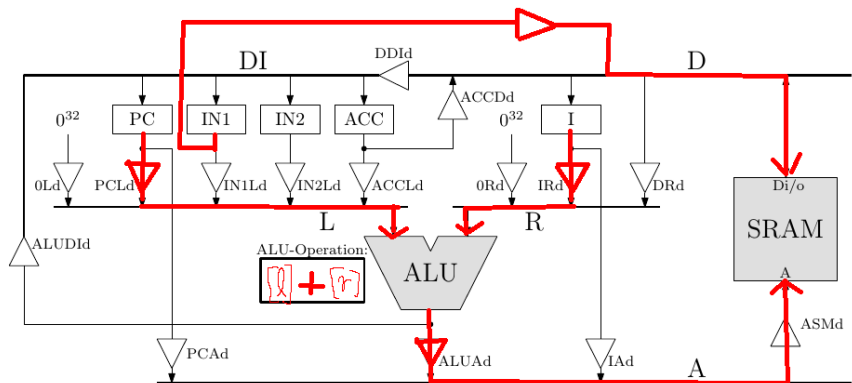 DI
DDId
D
ACCDd
0³²
PC
IN1
IN2
ACC
0³²
I
Di/o
0Ld
PCLd
IN1Ld
IN2Ld
ACCLd
0Rd
IRd
DRd
L
R
SRAM
ALUDId
ALU-Operation:
[l] + [r]
ALU
A
ASMd
PCAd
ALUAd
IAd
A